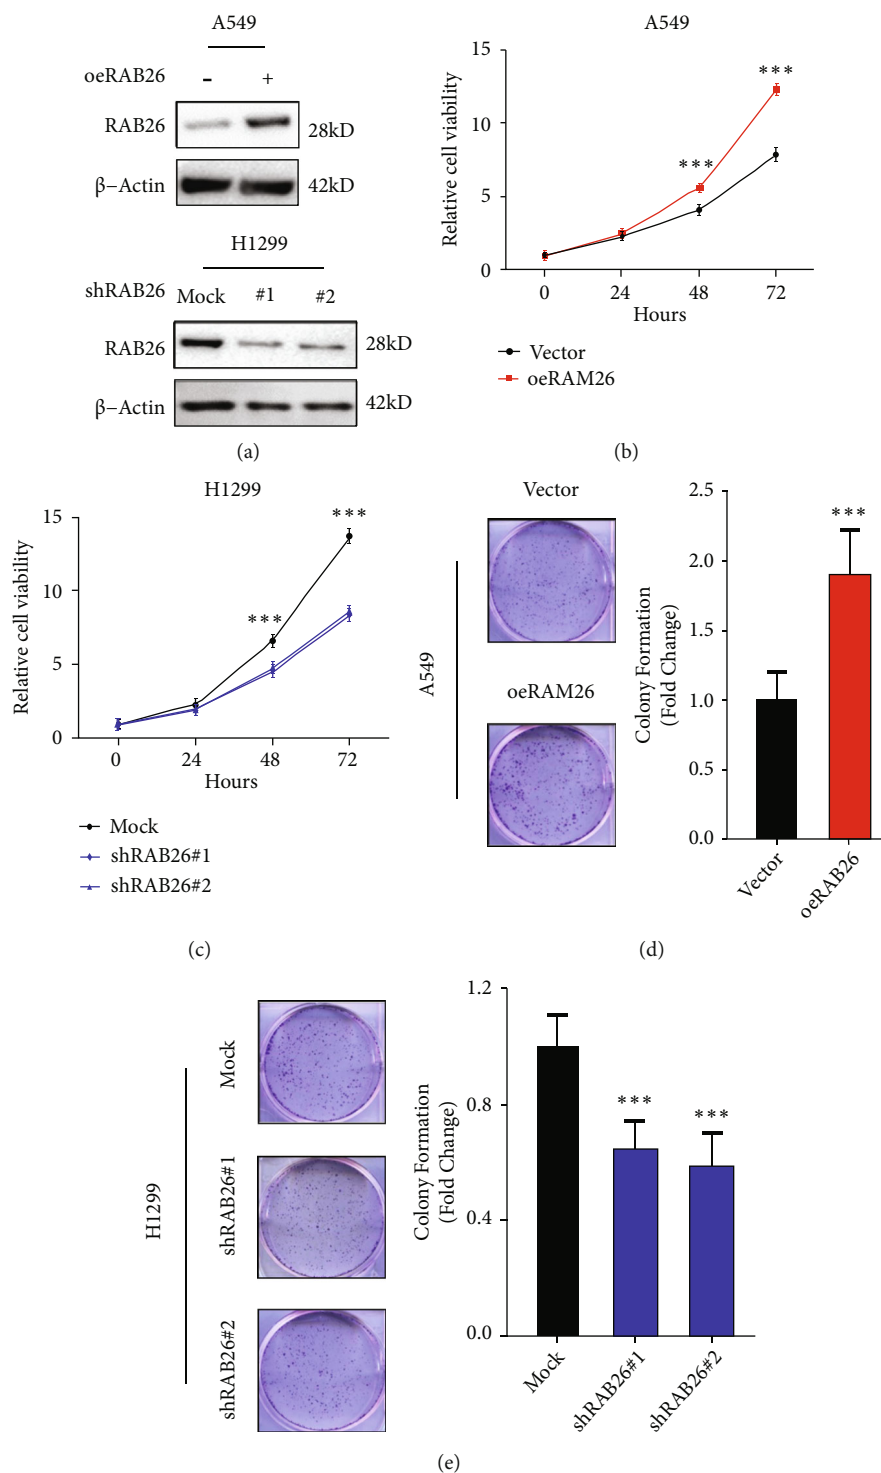 A549
oeRAB26
- +
RAB26
28kD
β-Actin
42kD
H1299
shRAB26 Mock #1 #2
RAB26
28kD
β-Actin
42kD
(a)
A549
15
10
5
0
Relative cell viability
***
***
0 24 48 72
Hours
Vector
oeRAM26
(b)
H1299
15
10
5
0
Relative cell viability
***
***
0 24 48 72
Hours
Mock
shRAB26#1
shRAB26#2
(c)
Vector
oeRAM26
A549
2.5
2.0
1.5
1.0
0.5
0.0
Colony Formation
(Fold Change)
***
Vector
oeRAB26
(d)
H1299
Mock
shRAB26#1
shRAB26#2
1.2
0.8
0.4
0.0
Colony Formation
(Fold Change)
***
***
Mock
shRAB26#1
shRAB26#2
(e)